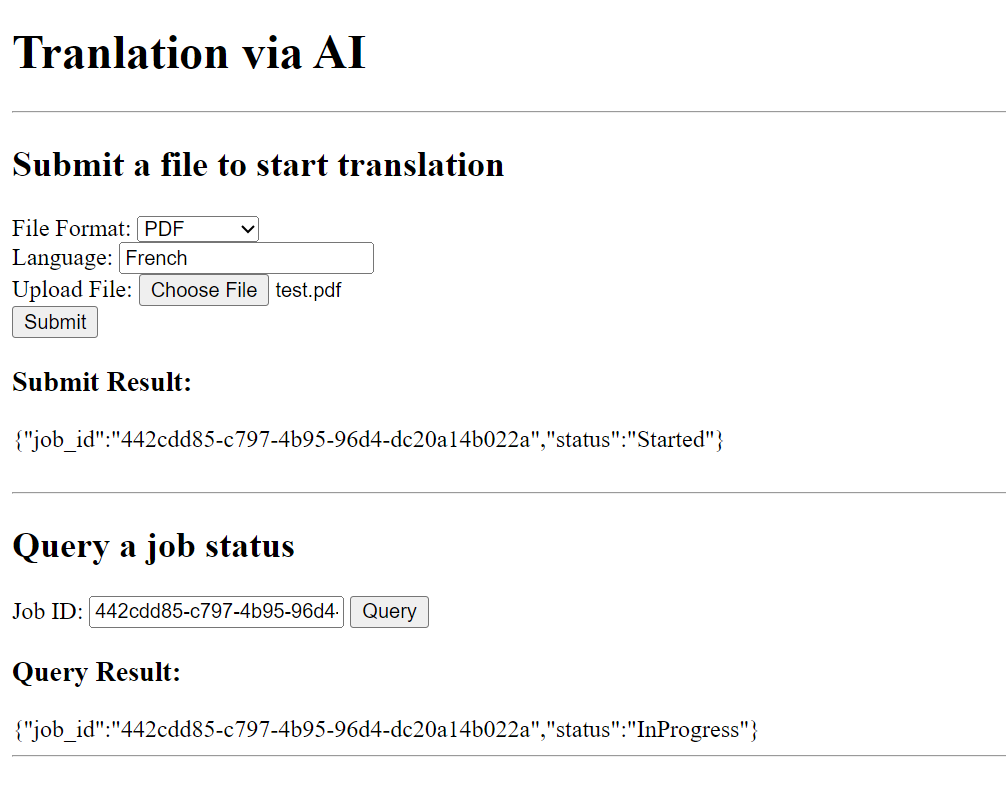 Tranlation via AI
Submit a file to start translation
File Format: PDF
Language: French
Upload File: Choose File test.pdf
Submit
Submit Result:
{"job_id":"442cdd85-c797-4b95-96d4-dc20a14b022a","status":"Started"}
Query a job status
Job ID: 442cdd85-c797-4b95-96d4- Query
Query Result:
{"job_id":"442cdd85-c797-4b95-96d4-dc20a14b022a","status":"InProgress"}